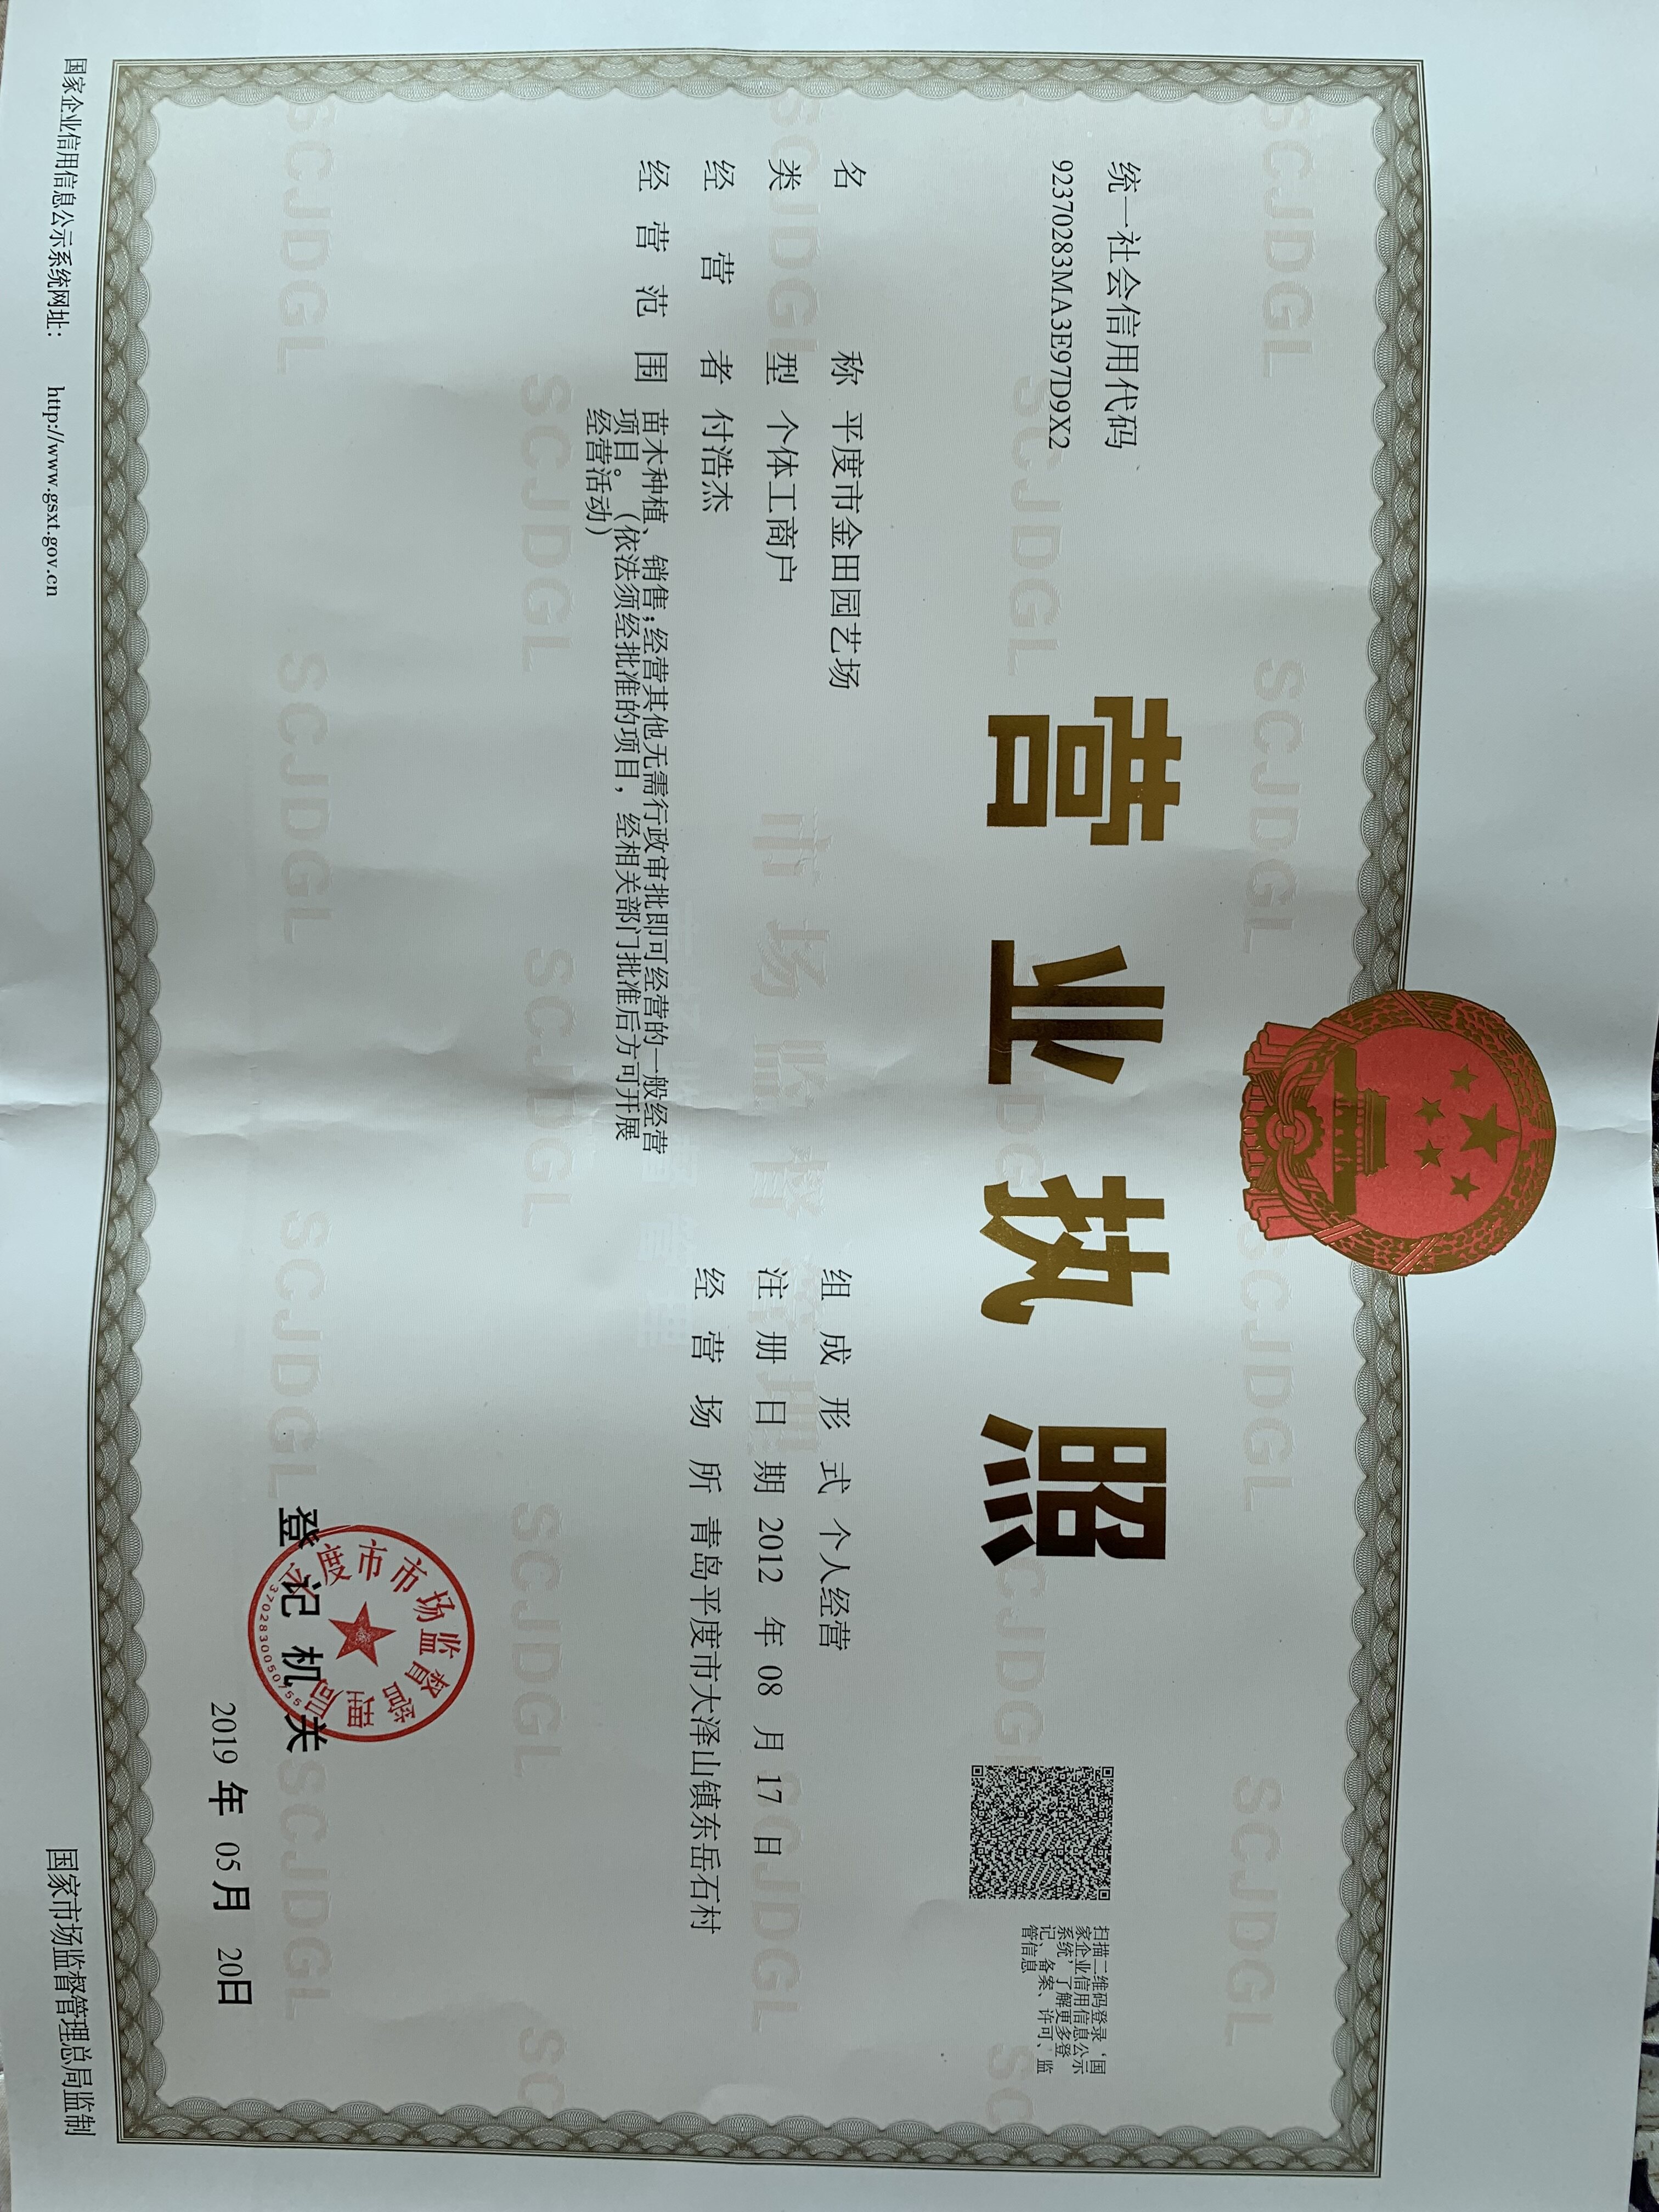 营业执照
统一社会信用代码
92370283MA3E97D9X2
扫描二维码登录‘国
家企业信用信息公示
系统’了解更多登
记、备案、许可、监
管信息
名称 平度市金田园艺场
类型 个体工商户
经营者 付浩杰
经营范围 苗木种植、销售;经营其他无需行政审批即可经营的一般经营
项目。（依法须经批准的项目，经相关部门批准后方可开展
经营活动）
组成形式 个人经营
注册日期 2012 年 08 月 17 日
经营场所 青岛平度市大泽山镇东岳石村
市场监督管理
平度市市场监督管理局
3702830050755
登记机关
2019 年 05 月 20日
国家企业信用信息公示系统网址： http://www.gsxt.gov.cn
国家市场监督管理总局监制
SCJDGL